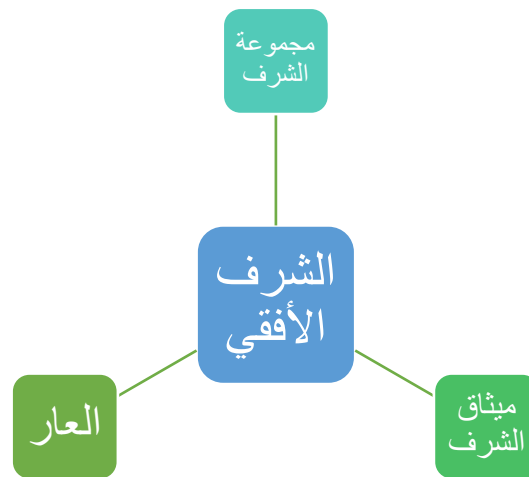 مجموعة
الشرف
الشرف
الأفقي
ميثاق
الشرف
العار